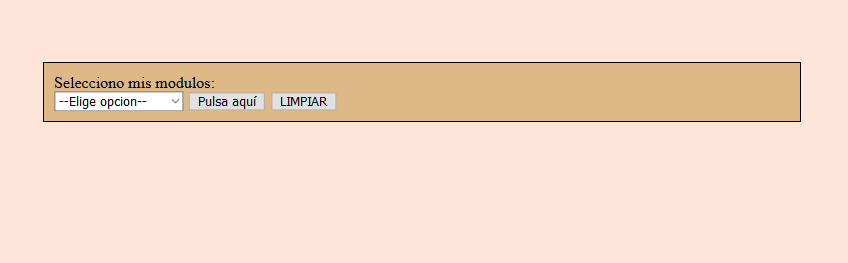 Selecciono mis modulos:
--Elige opcion-- Pulsa aquí LIMPIAR